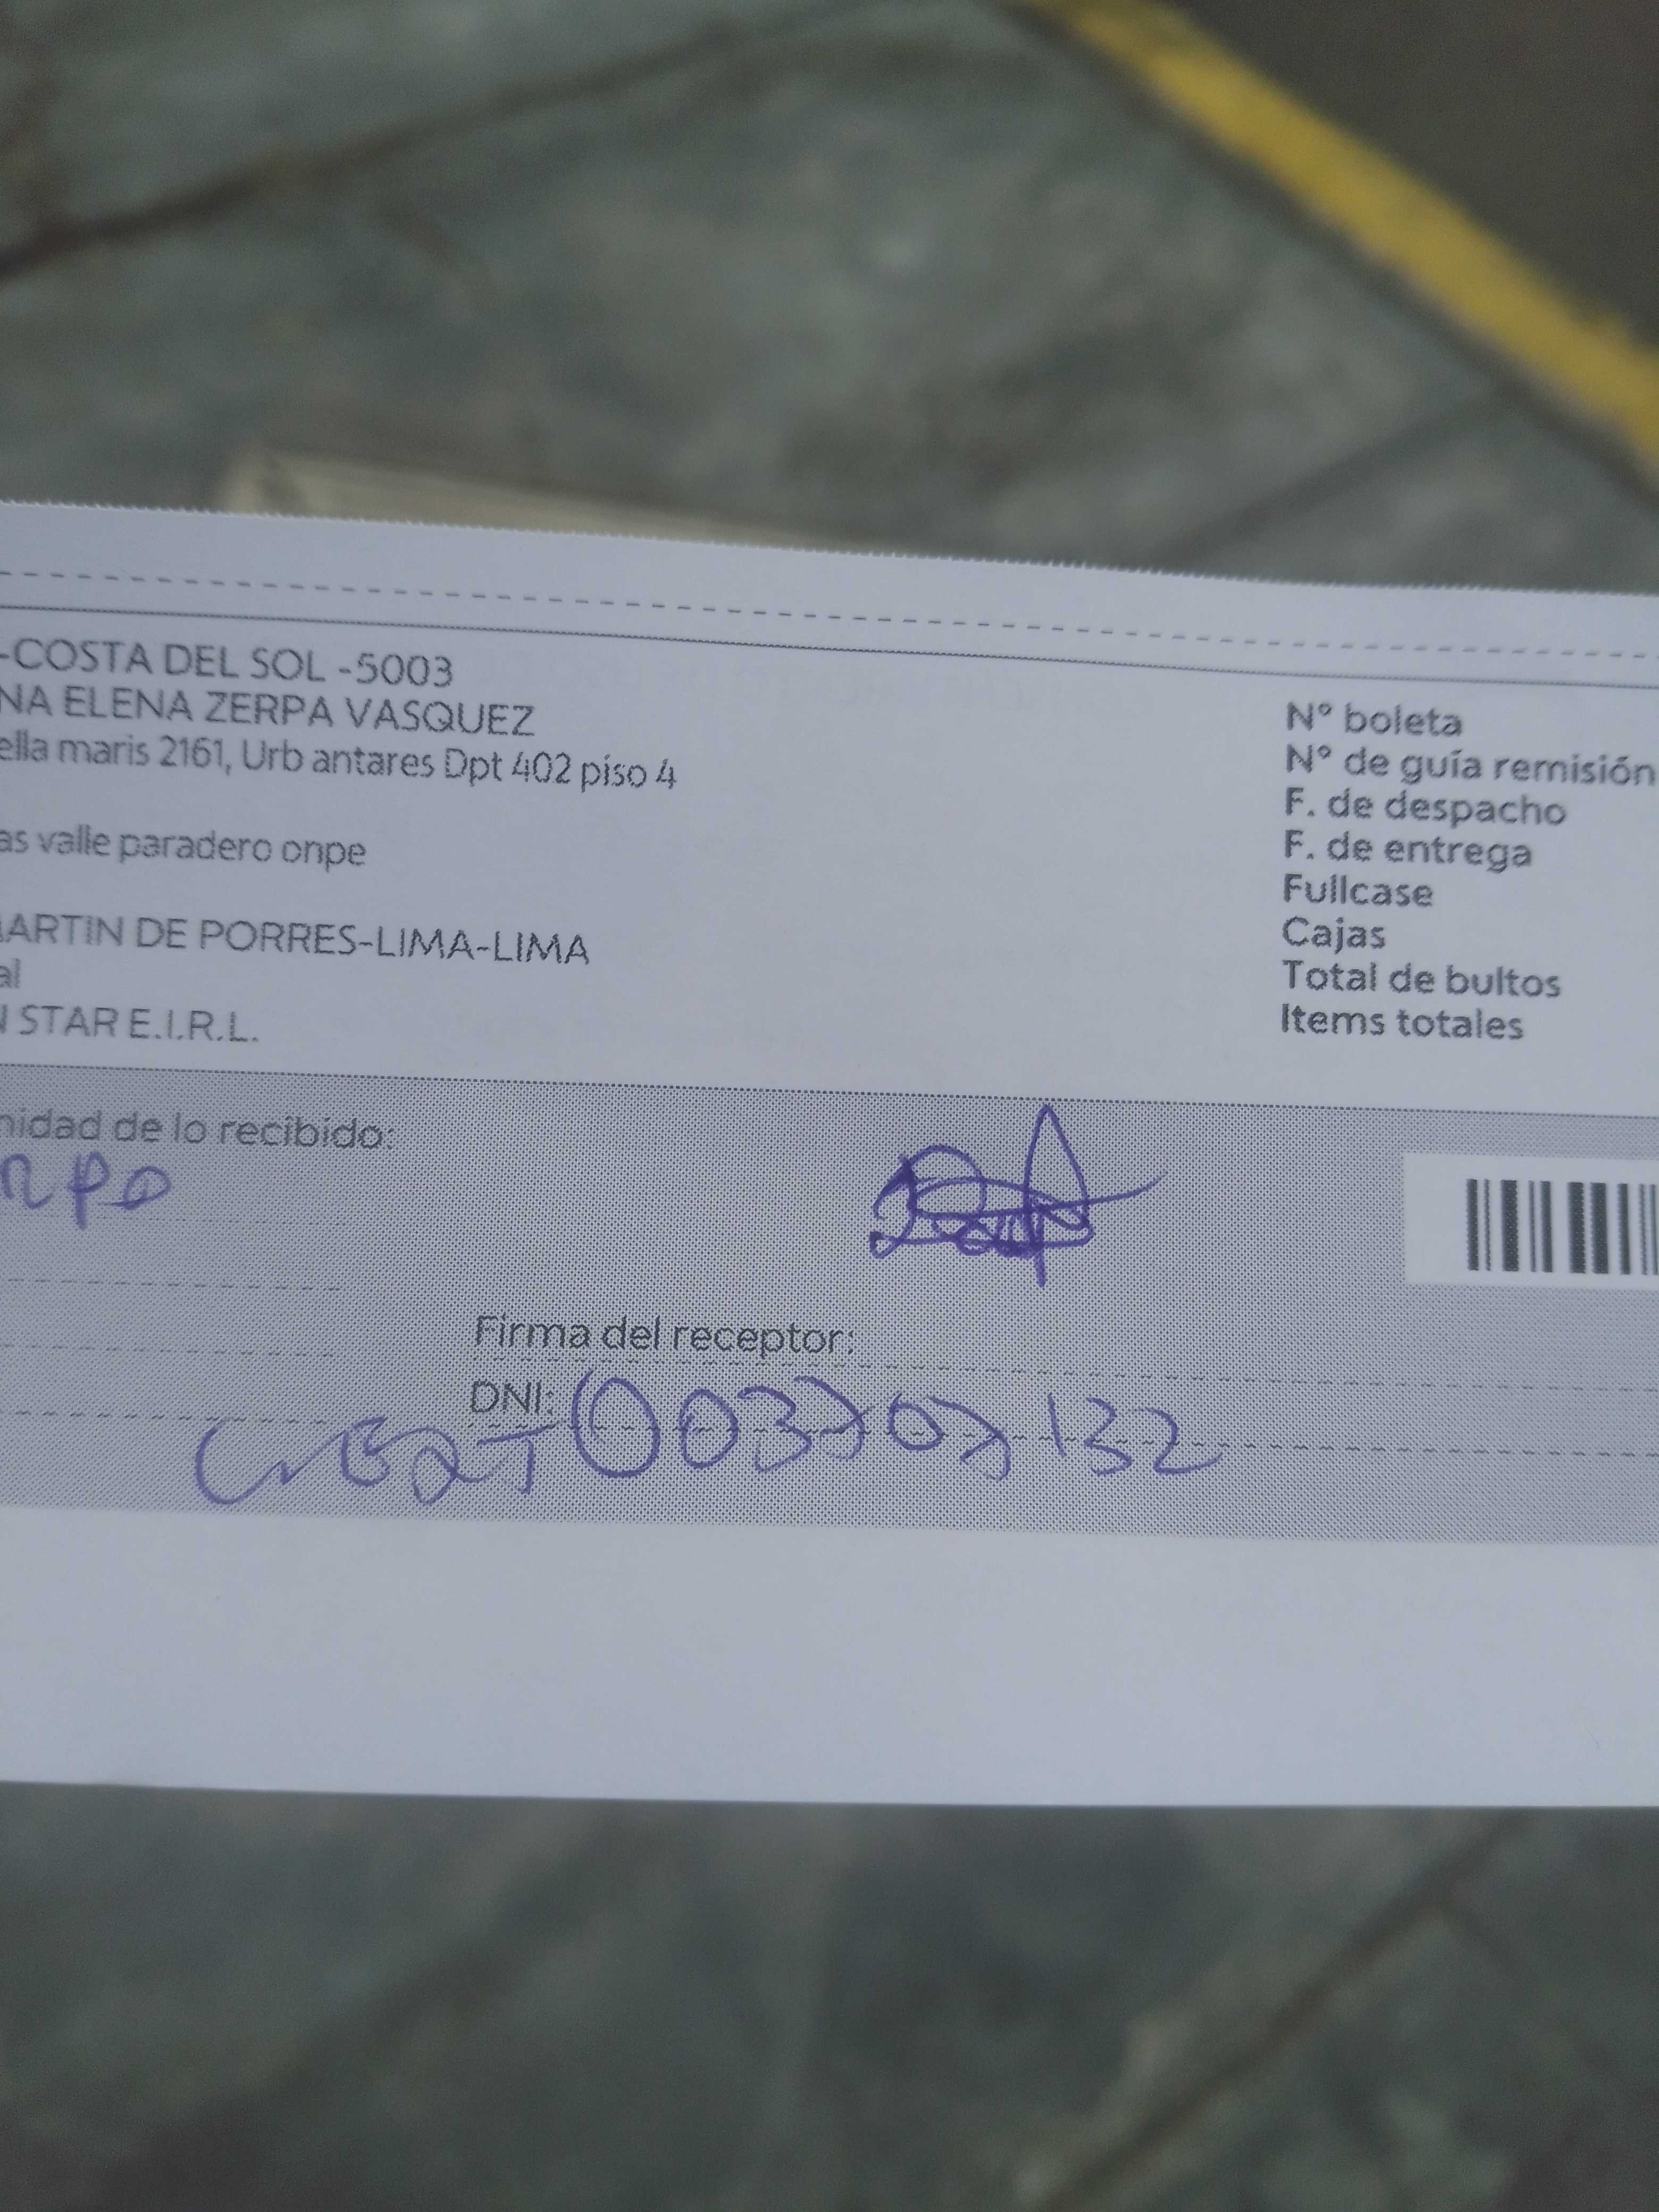 -COSTA DEL SOL -5003
NA ELENA ZERPA VASQUEZ
ella maris 2161, Urb antares Dpt 402 piso 4
as valle paradero onpe
MARTIN DE PORRES-LIMA-LIMA
al
N STAR E.I.R.L.
N° boleta
N° de guía remisión
F. de despacho
F. de entrega
Fullcase
Cajas
Total de bultos
Items totales
nidad de lo recibido:
Firma del receptor:
DNI: 003707132